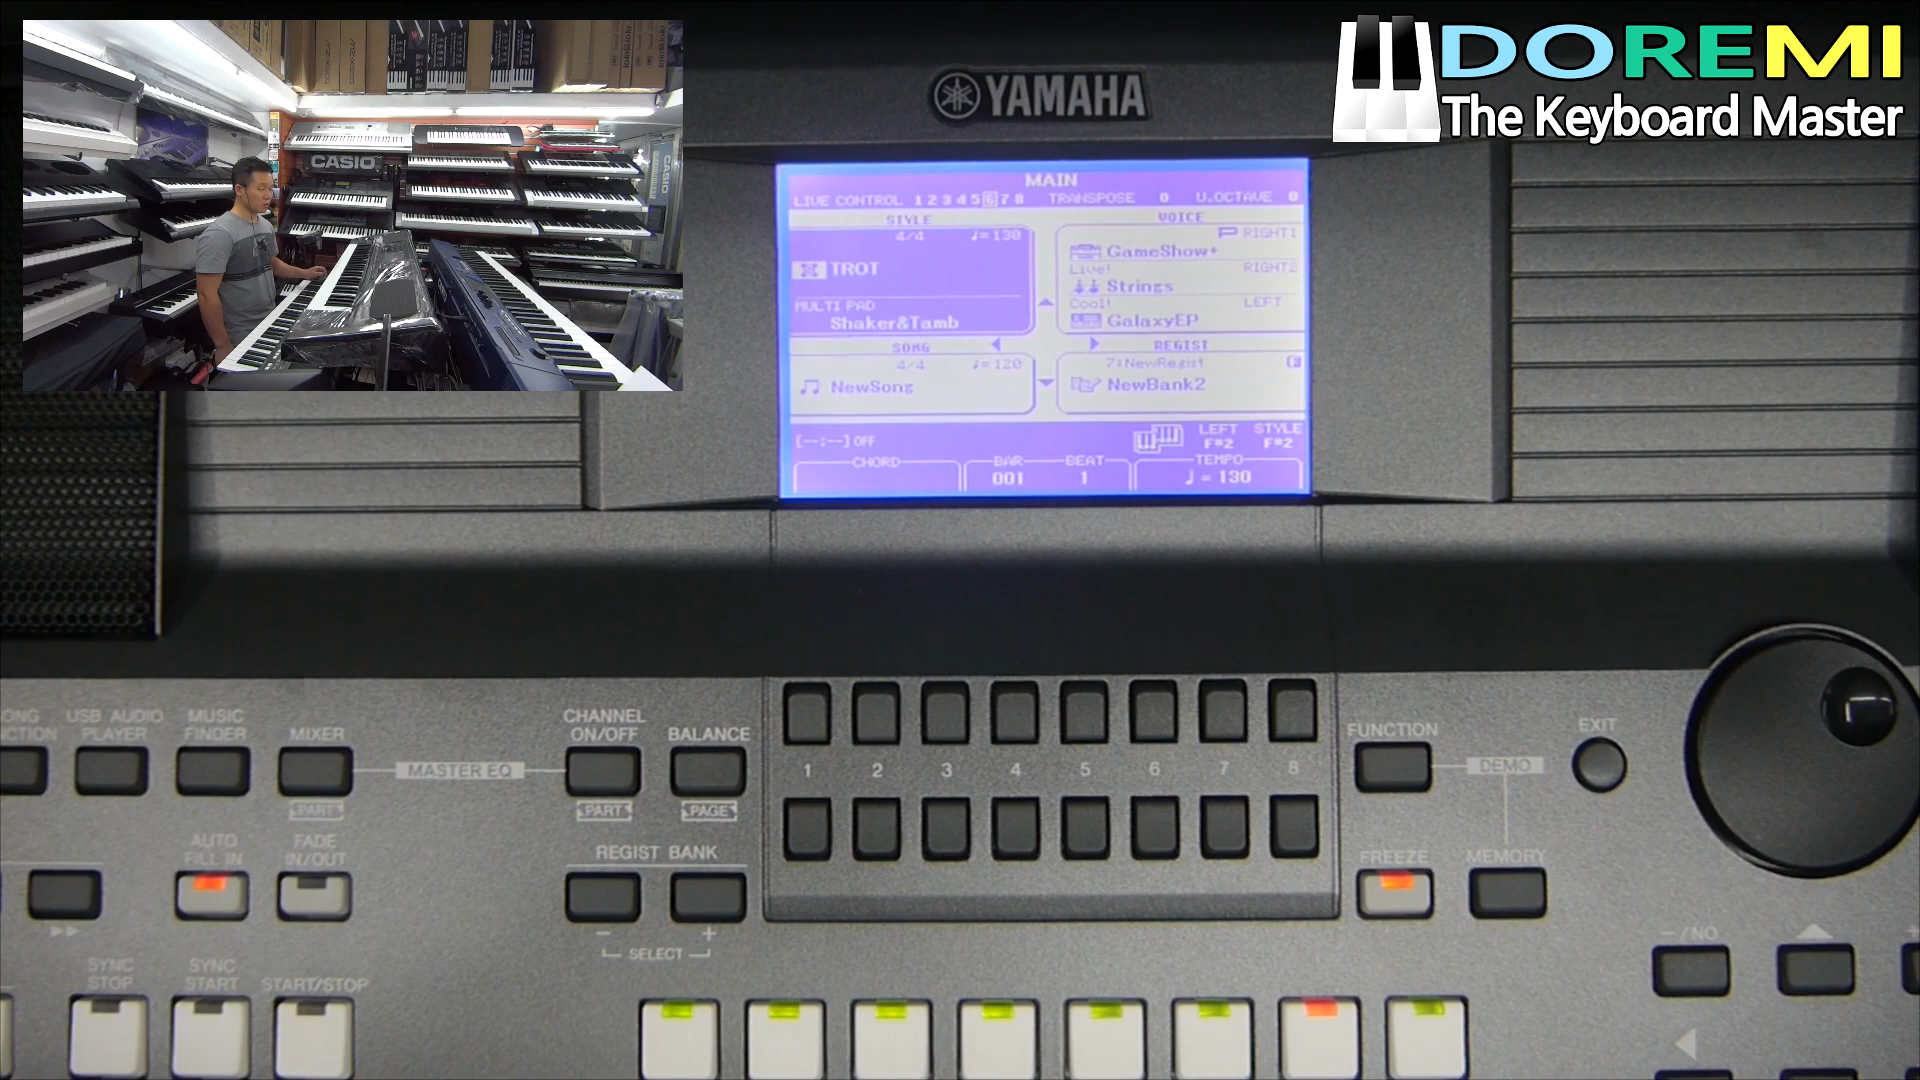 DOREMI
The Keyboard Master
YAMAHA
CASIO
CASIO
MAIN
LIVE CONTROL 1 2 3 4 5 6 7 8 TRANSPOSE 0 U.OCTAVE 0
STYLE
VOICE
4/4 ♩=130
RIGHT1
TROT
GameShow+
Live!
RIGHT2
Strings
MULTI PAD
Cool!
LEFT
Shaker&Tamb
GalaxyEP
SONG
REGIST
4/4 ♩=120
7:NewRegist
F
NewSong
NewBank2
[--:--] OFF
LEFT STYLE
F#2 F#2
CHORD BAR BEAT TEMPO
001 1 ♩= 130
USB AUDIO
PLAYER
MUSIC
FINDER
MIXER
MASTER EQ
CHANNEL
ON/OFF
BALANCE
PART
PART
PAGE
1 2 3 4 5 6 7 8
FUNCTION
DEMO
EXIT
AUTO
FILL IN
FADE
IN/OUT
REGIST BANK
FREEZE
MEMORY
- +
SELECT
-/NO
SYNC
STOP
SYNC
START
START/STOP